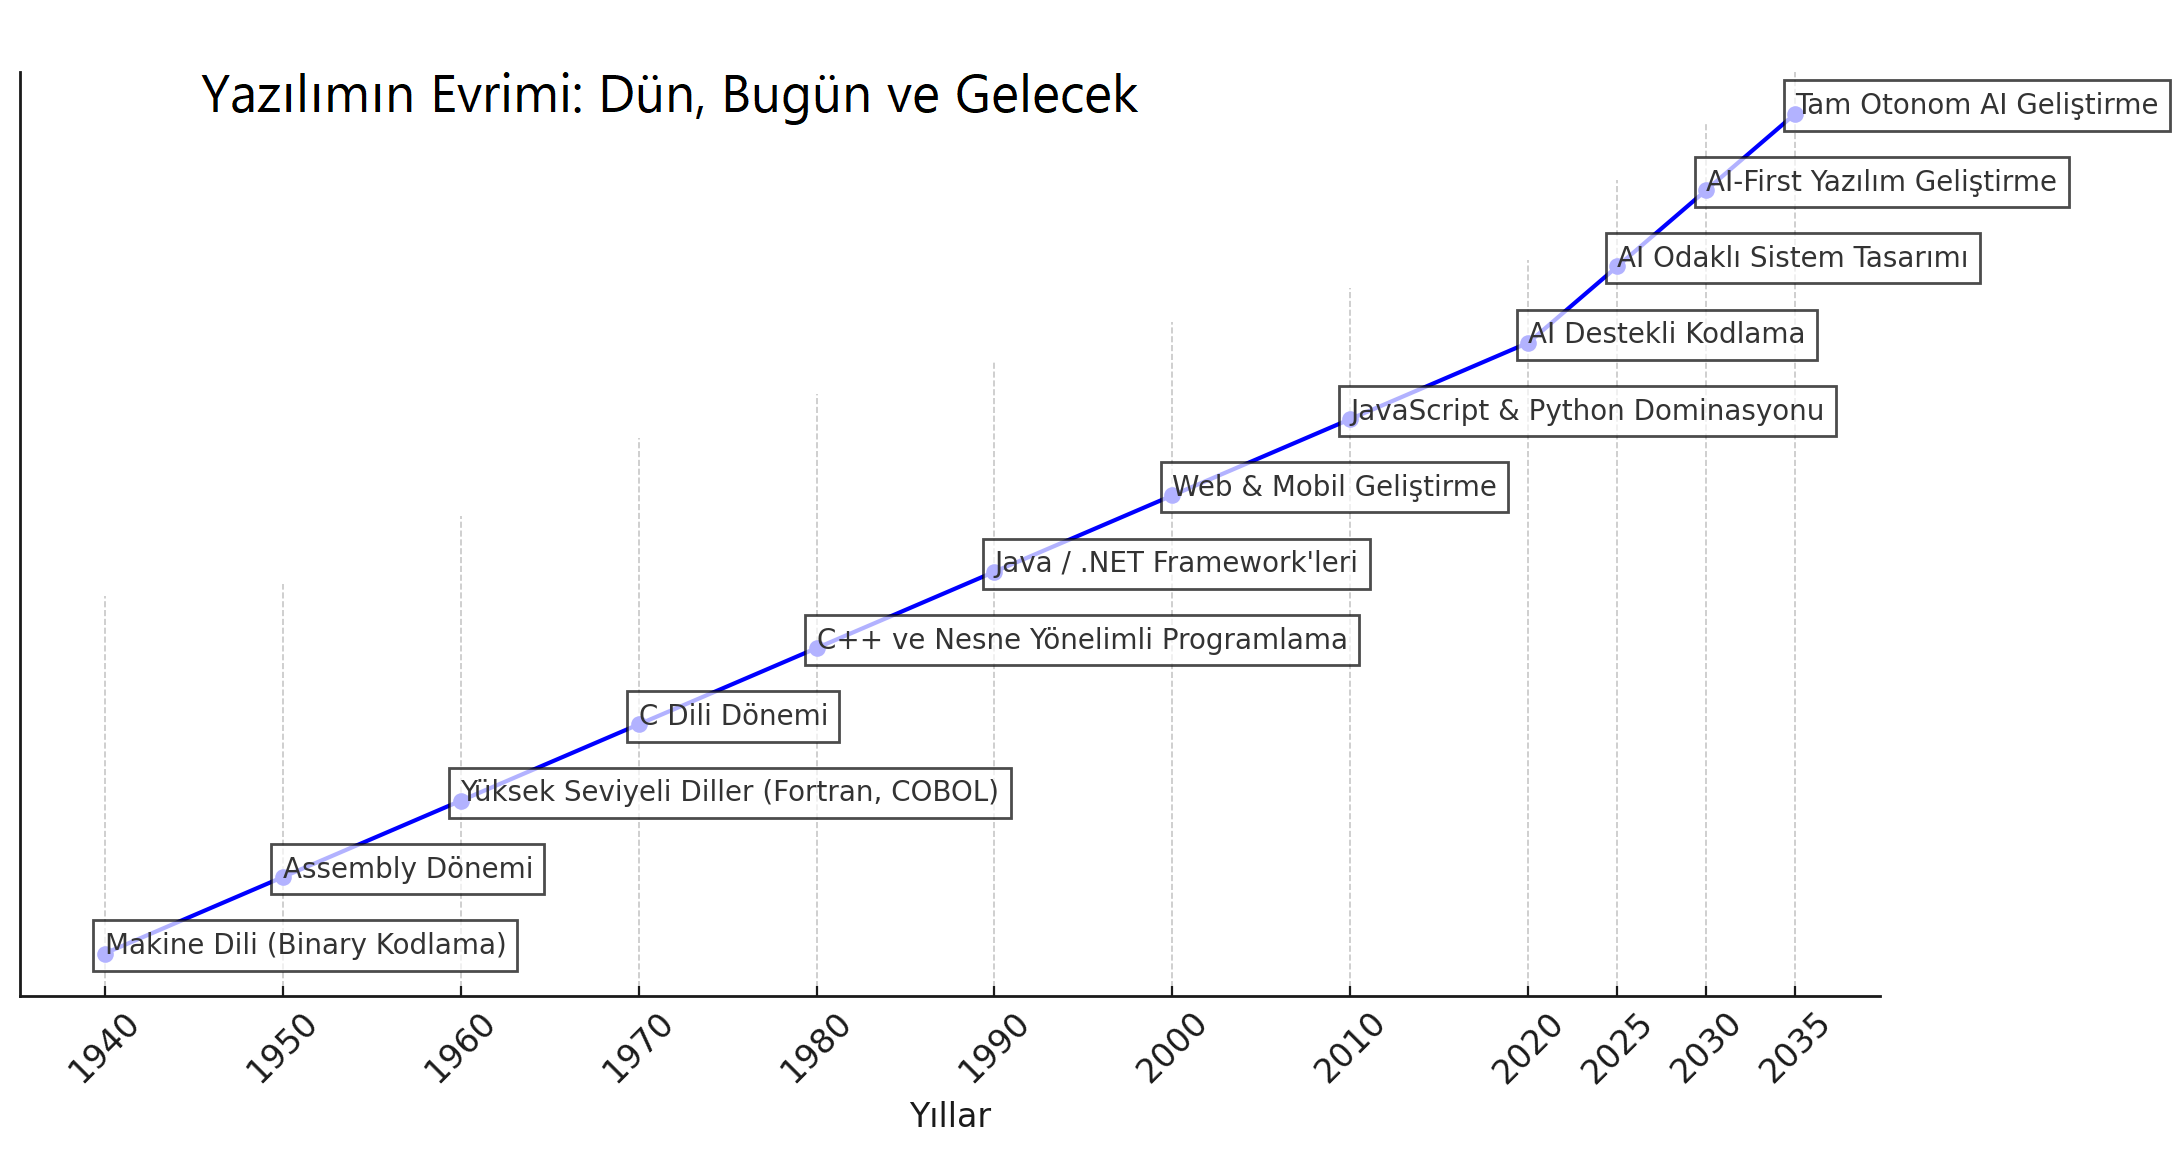 Yazılımın Evrimi: Dün, Bugün ve Gelecek
Tam Otonom AI Geliştirme
AI-First Yazılım Geliştirme
AI Odaklı Sistem Tasarımı
AI Destekli Kodlama
JavaScript & Python Dominasyonu
Web & Mobil Geliştirme
Java / .NET Framework'leri
C++ ve Nesne Yönelimli Programlama
C Dili Dönemi
Yüksek Seviyeli Diller (Fortran, COBOL)
Assembly Dönemi
Makine Dili (Binary Kodlama)
1940
1950
1960
1970
1980
1990
2000
2010
2020
2025
2030
2035
Yıllar